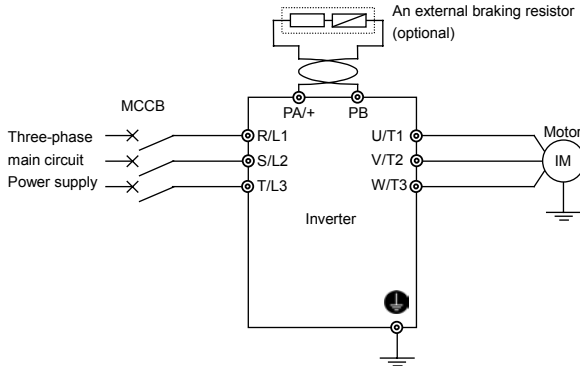 An external braking resistor
(optional)
MCCB
PA/+ PB
Three-phase
main circuit
Power supply
R/L1
S/L2
T/L3
U/T1
V/T2
W/T3
Motor
IM
Inverter